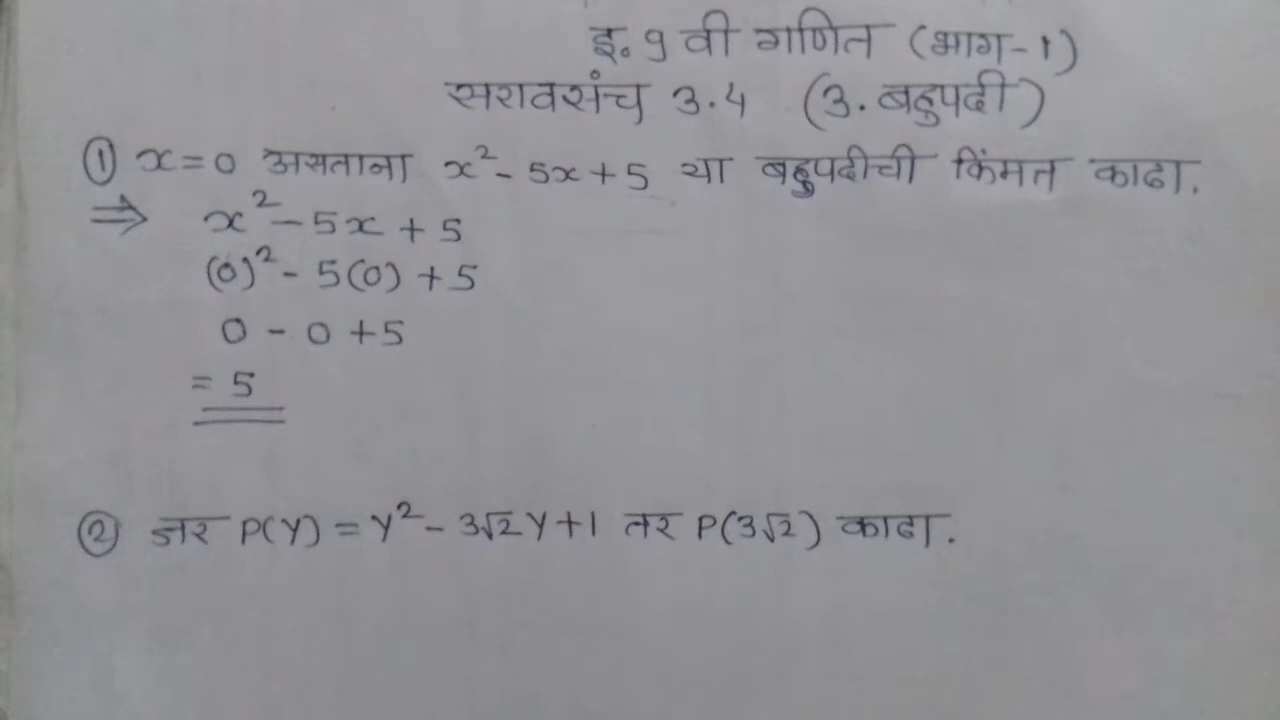 इ. 9 वी गणित (भाग-1)
सरावसंच 3.4 (3. बहुपदी)
① x=0 असताना x²-5x+5 या बहुपदीची किंमत काढा.
⇒ x²-5x+5
(0)²-5(0)+5
0-0+5
=5
② जर P(Y)=Y²-3√2Y+1 तर P(3√2) काढा.